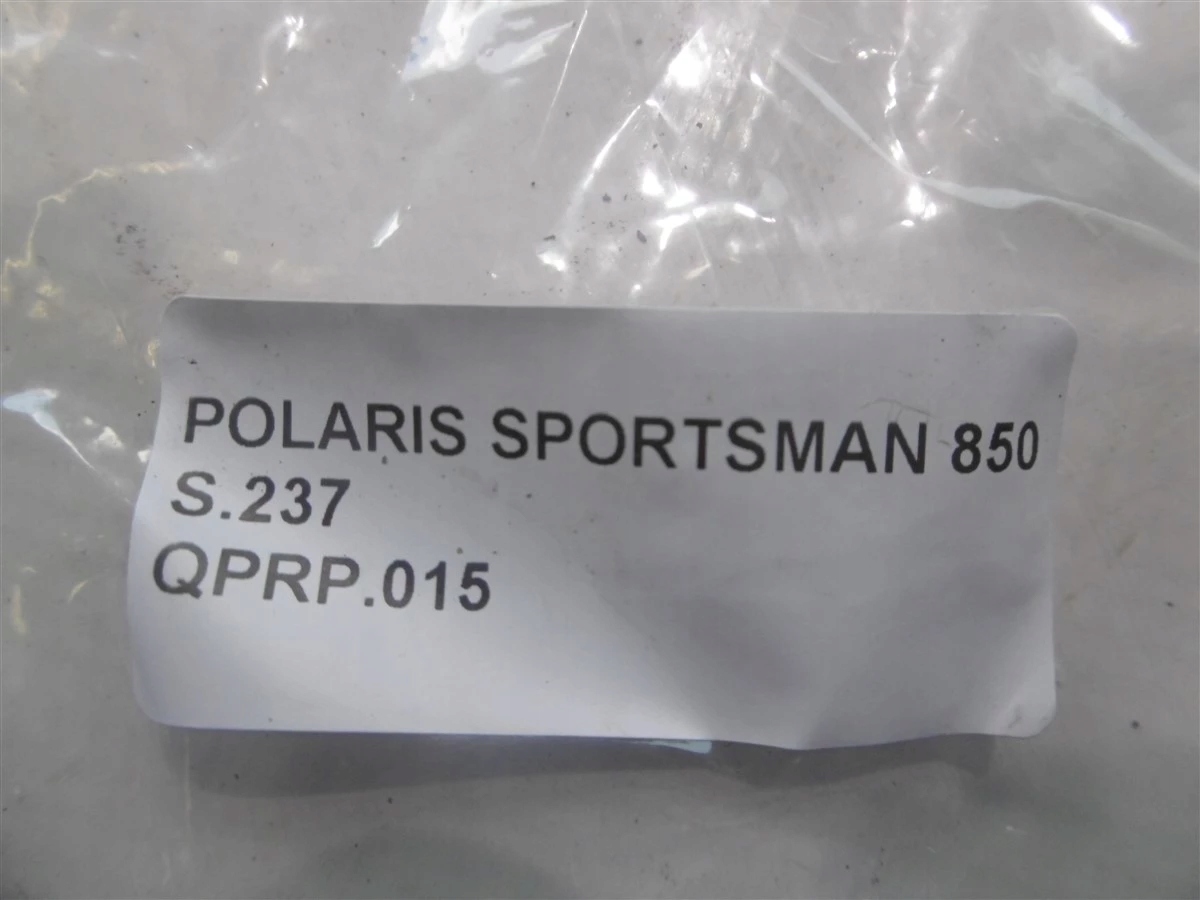 POLARIS SPORTSMAN 850
S.237
QPRP.015